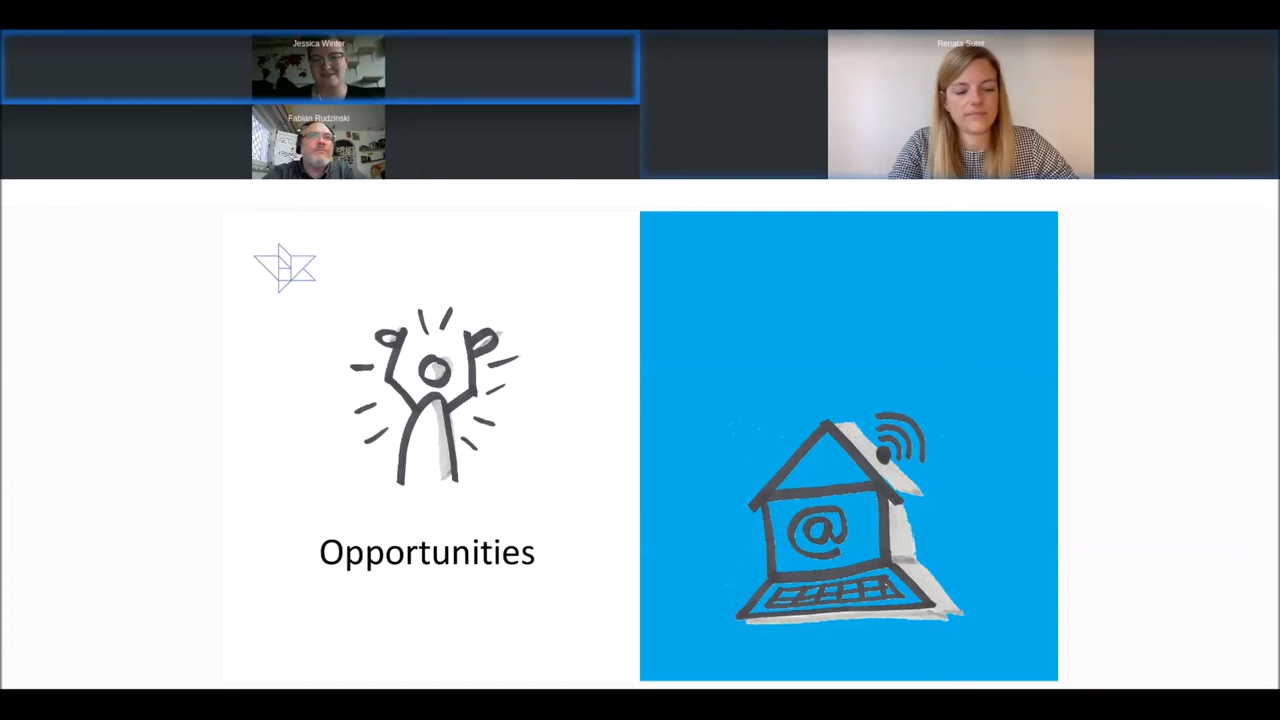 Jessica Winter
Renata Suter
Fabian Rudzinski
Opportunities
@